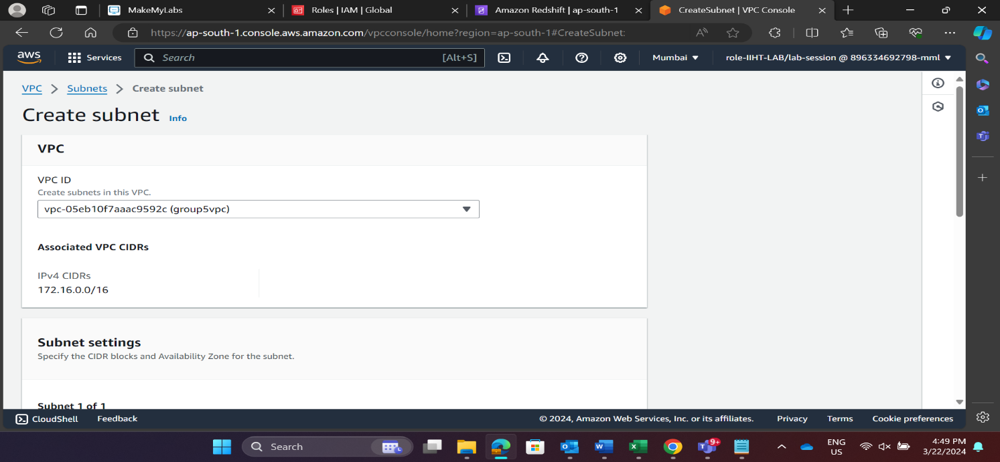 MakeMyLabs
Roles | IAM | Global
Amazon Redshift | ap-south-1
CreateSubnet | VPC Console
https://ap-south-1.console.aws.amazon.com/vpcconsole/home?region=ap-south-1#CreateSubnet:
aws
Services
Search
[Alt+S]
Mumbai
role-IIHT-LAB/lab-session @ 896334692798-mml
VPC
Subnets
Create subnet
Create subnet
Info
VPC
VPC ID
Create subnets in this VPC.
vpc-05eb10f7aaac9592c (group5vpc)
Associated VPC CIDRs
IPv4 CIDRs
172.16.0.0/16
Subnet settings
Specify the CIDR blocks and Availability Zone for the subnet.
Subnet 1 of 1
CloudShell
Feedback
© 2024, Amazon Web Services, Inc. or its affiliates.
Privacy
Terms
Cookie preferences
Search
9+
ENG
US
4:49 PM
3/22/2024